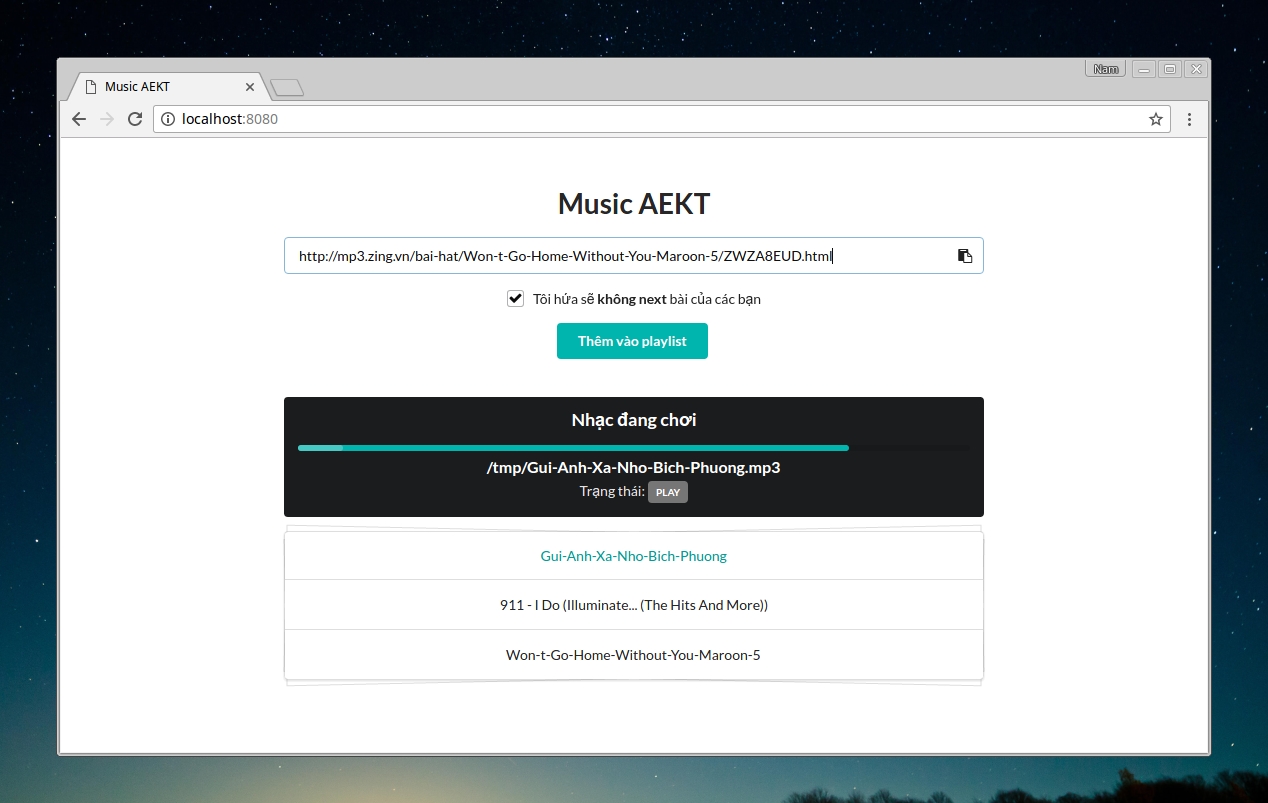 Nam
Music AEKT
localhost:8080
Music AEKT
http://mp3.zing.vn/bai-hat/Won-t-Go-Home-Without-You-Maroon-5/ZWZA8EUD.html
Tôi hứa sẽ không next bài của các bạn
Thêm vào playlist
Nhạc đang chơi
/tmp/Gui-Anh-Xa-Nho-Bich-Phuong.mp3
Trạng thái: PLAY
Gui-Anh-Xa-Nho-Bich-Phuong
911 - I Do (Illuminate... (The Hits And More))
Won-t-Go-Home-Without-You-Maroon-5